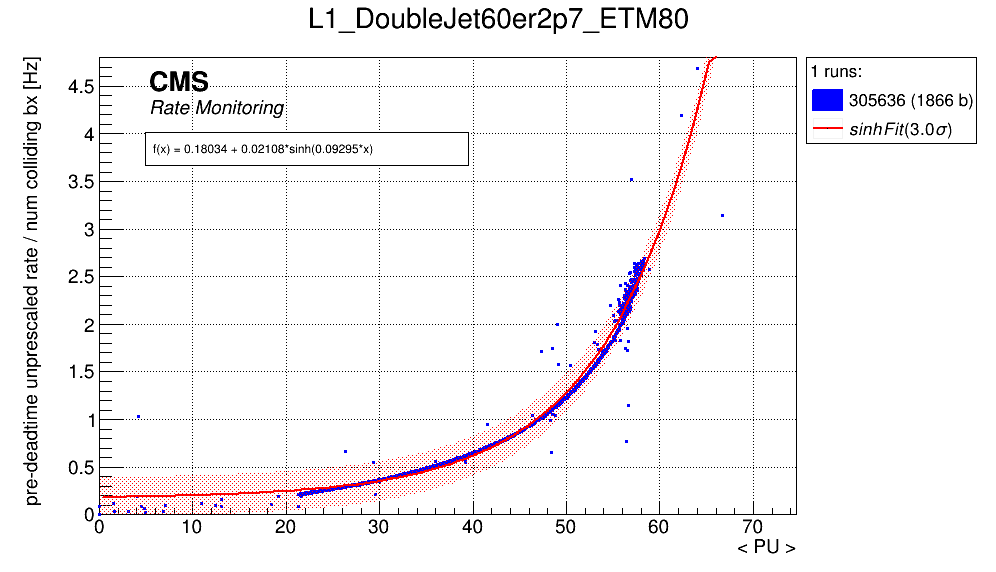 L1_DoubleJet60er2p7_ETM80
pre-deadtime unprescaled rate / num colliding bx [Hz]
CMS
Rate Monitoring
f(x) = 0.18034 + 0.02108*sinh(0.09295*x)
1 runs:
305636 (1866 b)
sinhFit(3.0σ)
4.5
4
3.5
3
2.5
2
1.5
1
0.5
0
0 10 20 30 40 50 60 70
< PU >